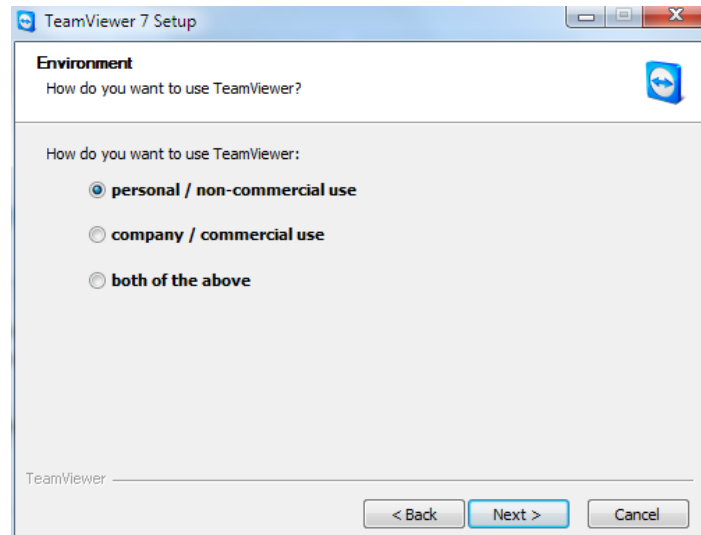 TeamViewer 7 Setup
Environment
How do you want to use TeamViewer?
How do you want to use TeamViewer:
personal / non-commercial use
company / commercial use
both of the above
TeamViewer
< Back Next > Cancel